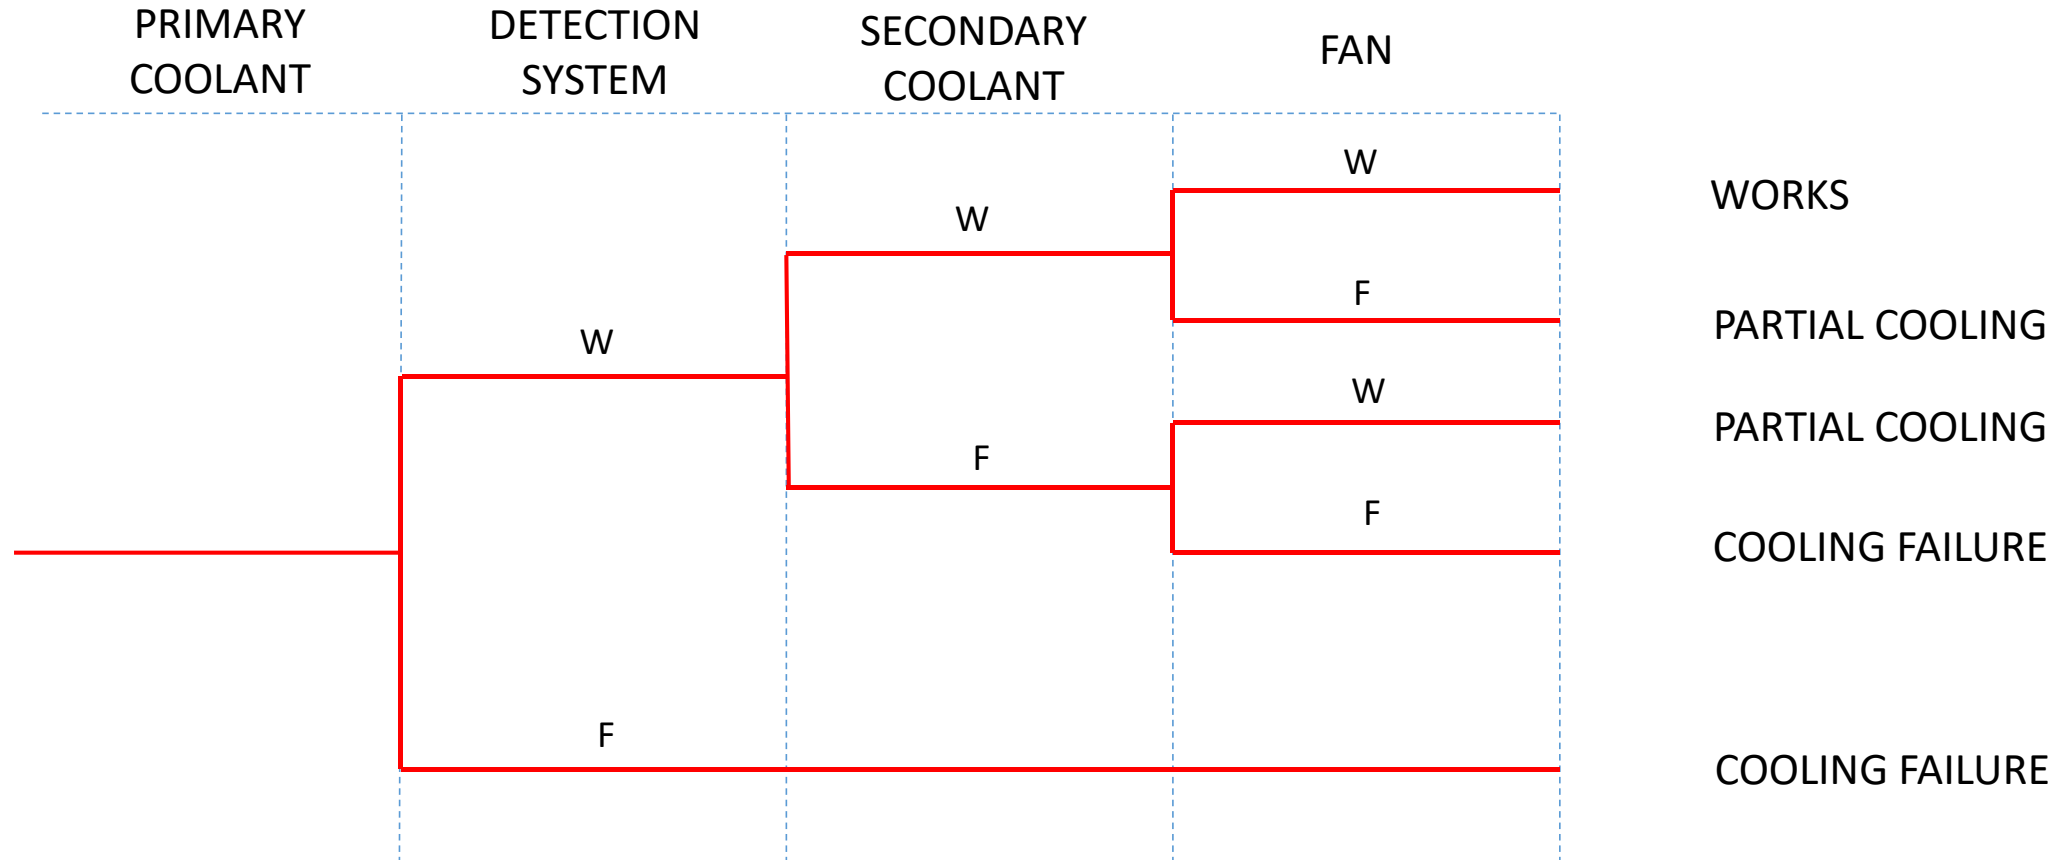 PRIMARY
COOLANT
DETECTION
SYSTEM
SECONDARY
COOLANT
FAN
W
WORKS
W
F
PARTIAL COOLING
W
W
PARTIAL COOLING
F
F
COOLING FAILURE
F
COOLING FAILURE